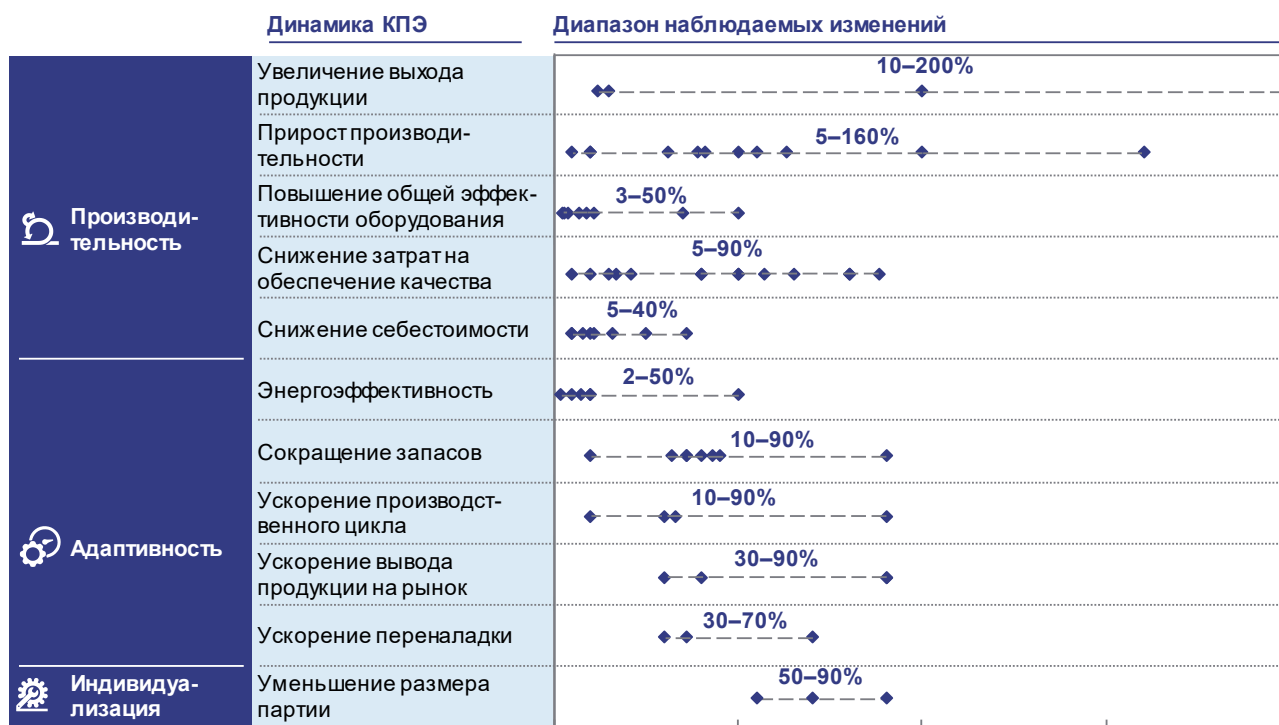 Динамика КПЭ
Диапазон наблюдаемых изменений
Производи-
тельность
Увеличение выхода
продукции
10–200%
Прирост производи-
тельности
5–160%
Повышение общей эффек-
тивности оборудования
3–50%
Снижение затрат на
обеспечение качества
5–90%
Снижение себестоимости
5–40%
Адаптивность
Энергоэффективность
2–50%
Сокращение запасов
10–90%
Ускорение производст-
венного цикла
10–90%
Ускорение вывода
продукции на рынок
30–90%
Ускорение переналадки
30–70%
Индивидуа-
лизация
Уменьшение размера
партии
50–90%